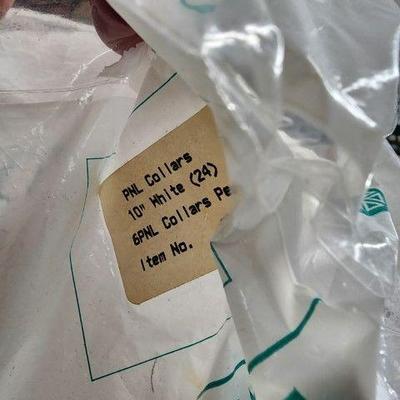 PNL Collars
10" White (24)
6PNL Collars Pe
Item No.